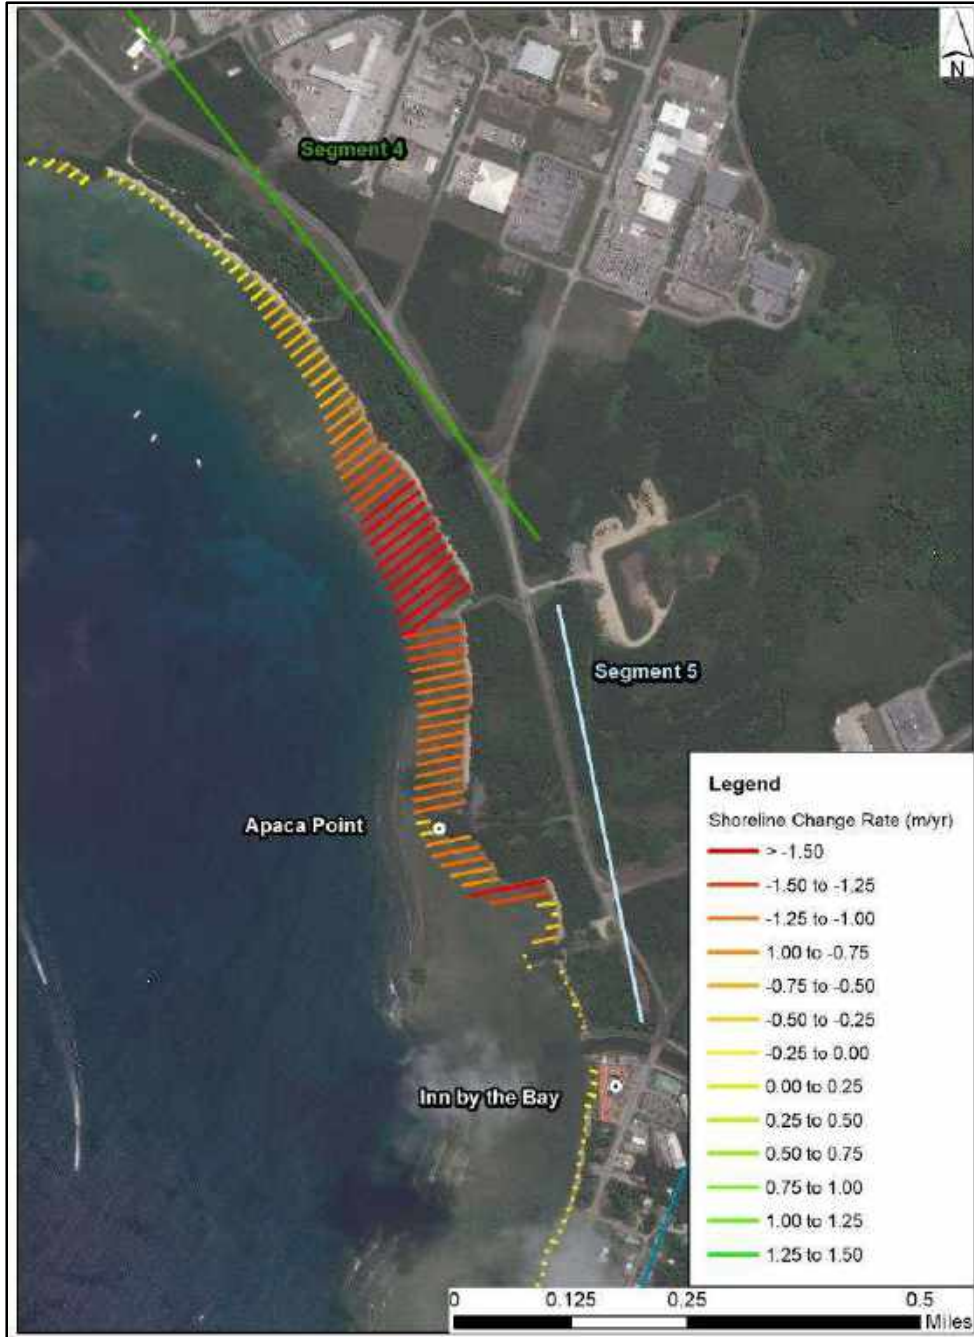 N
Segment 4
Segment 5
Apaca Point
Inn by the Bay
Legend
Shoreline Change Rate (m/yr)
> -1.50
-1.50 to -1.25
-1.25 to -1.00
1.00 to -0.75
-0.75 to -0.50
-0.50 to -0.25
-0.25 to 0.00
0.00 to 0.25
0.25 to 0.50
0.50 to 0.75
0.75 to 1.00
1.00 to 1.25
1.25 to 1.50
0 0.125 0.25 0.5
Miles